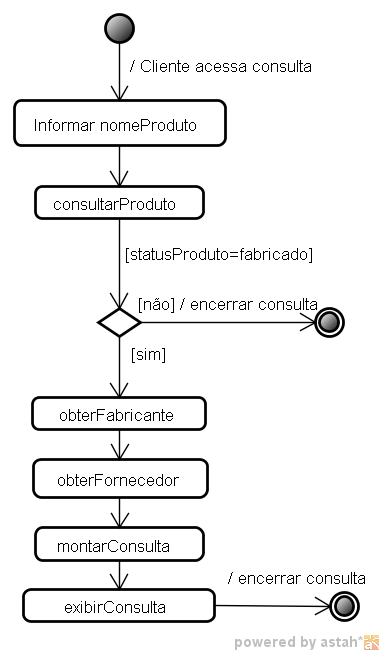 / Cliente acessa consulta
Informar nomeProduto
consultarProduto
[statusProduto=fabricado]
[não] / encerrar consulta
[sim]
obterFabricante
obterFornecedor
montarConsulta
/ encerrar consulta
exibirConsulta
powered by astah*